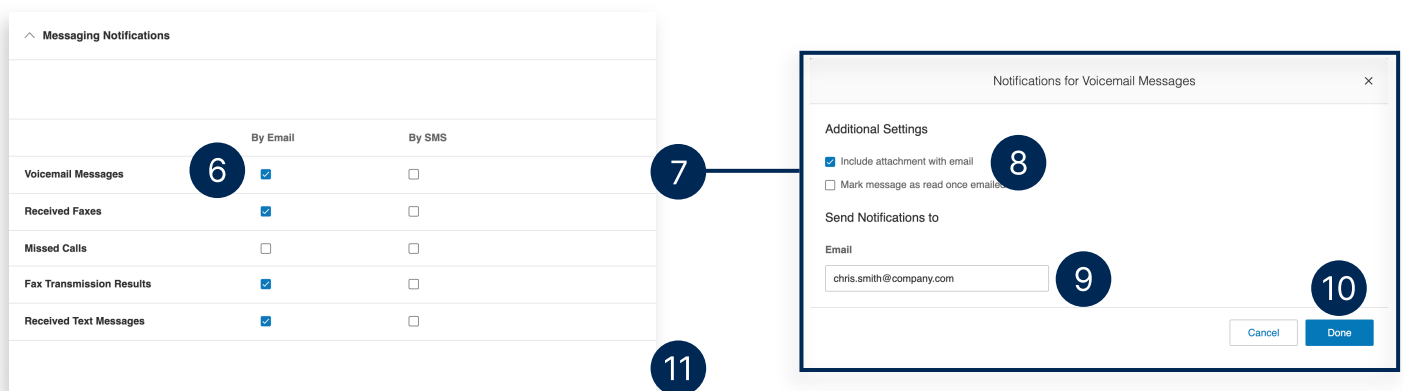 Messaging Notifications
By Email By SMS
6
Voicemail Messages
7
Received Faxes
Missed Calls
Fax Transmission Results
Received Text Messages
11
Notifications for Voicemail Messages
Additional Settings
Include attachment with email
8
Mark message as read once emailed
Send Notifications to
Email
chris.smith@company.com
9
10
Cancel Done